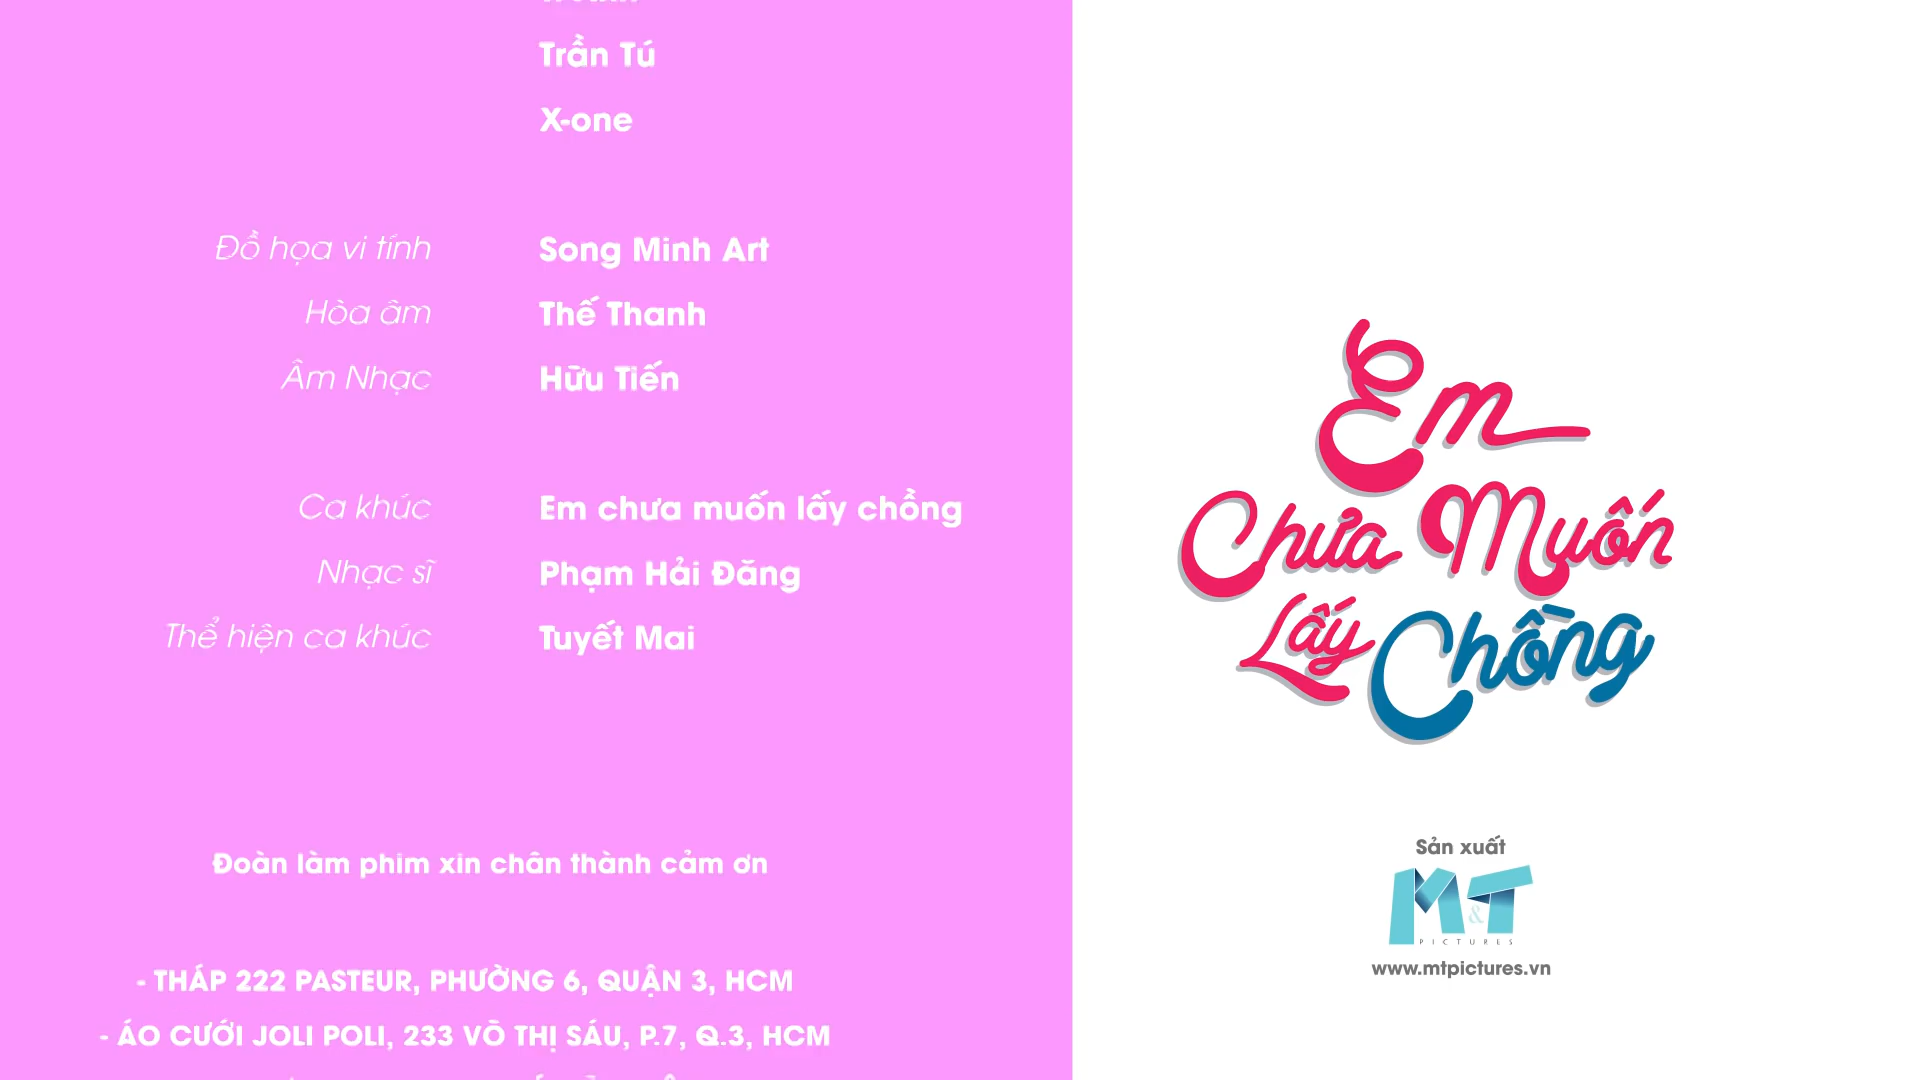 Trần Tú
X-one
Đồ họa vi tính Song Minh Art
Hòa âm Thế Thanh
Âm Nhạc Hữu Tiến
Ca khúc Em chưa muốn lấy chồng
Nhạc sĩ Phạm Hải Đăng
Thể hiện ca khúc Tuyết Mai
Đoàn làm phim xin chân thành cảm ơn
- THÁP 222 PASTEUR, PHƯỜNG 6, QUẬN 3, HCM
- ÁO CƯỚI JOLI POLI, 233 VÕ THỊ SÁU, P.7, Q.3, HCM
Em
Chưa Muốn
Lấy Chồng
Sản xuất
M&T
PICTURES
www.mtpictures.vn